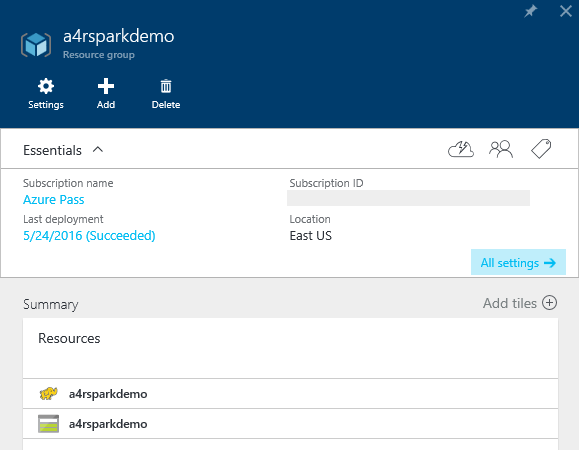 a4rsparkdemo
Resource group
Settings Add Delete
Essentials
Subscription name Subscription ID
Azure Pass
Last deployment Location
5/24/2016 (Succeeded) East US
All settings
Summary Add tiles
Resources
a4rsparkdemo
a4rsparkdemo